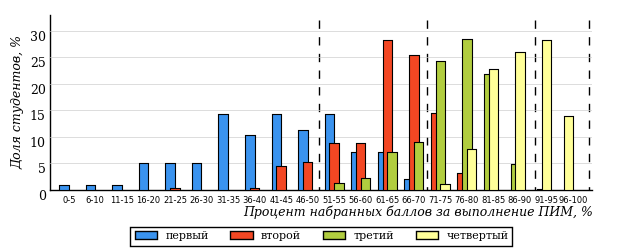 Доля студентов, %
30
25
20
15
10
5
0
0-5 6-10 11-15 16-20 21-25 26-30 31-35 36-40 41-45 46-50 51-55 56-60 61-65 66-70 71-75 76-80 81-85 86-90 91-95 96-100
Процент набранных баллов за выполнение ПИМ, %
первый второй третий четвертый